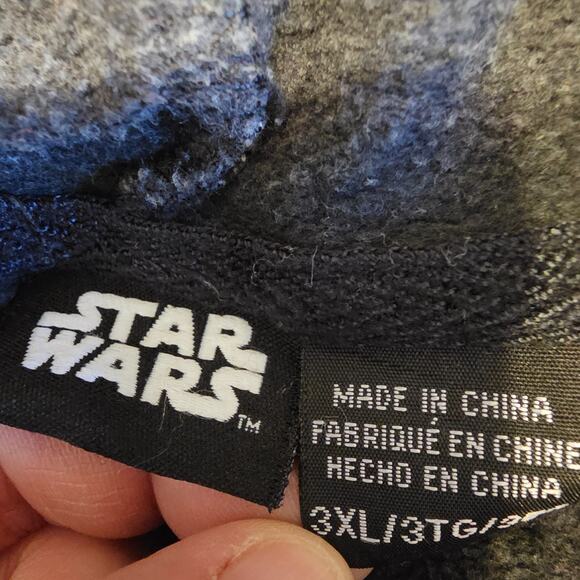 STAR
WARS
TM
MADE IN CHINA
FABRIQUÉ EN CHINE
HECHO EN CHINA
3XL/3TG/